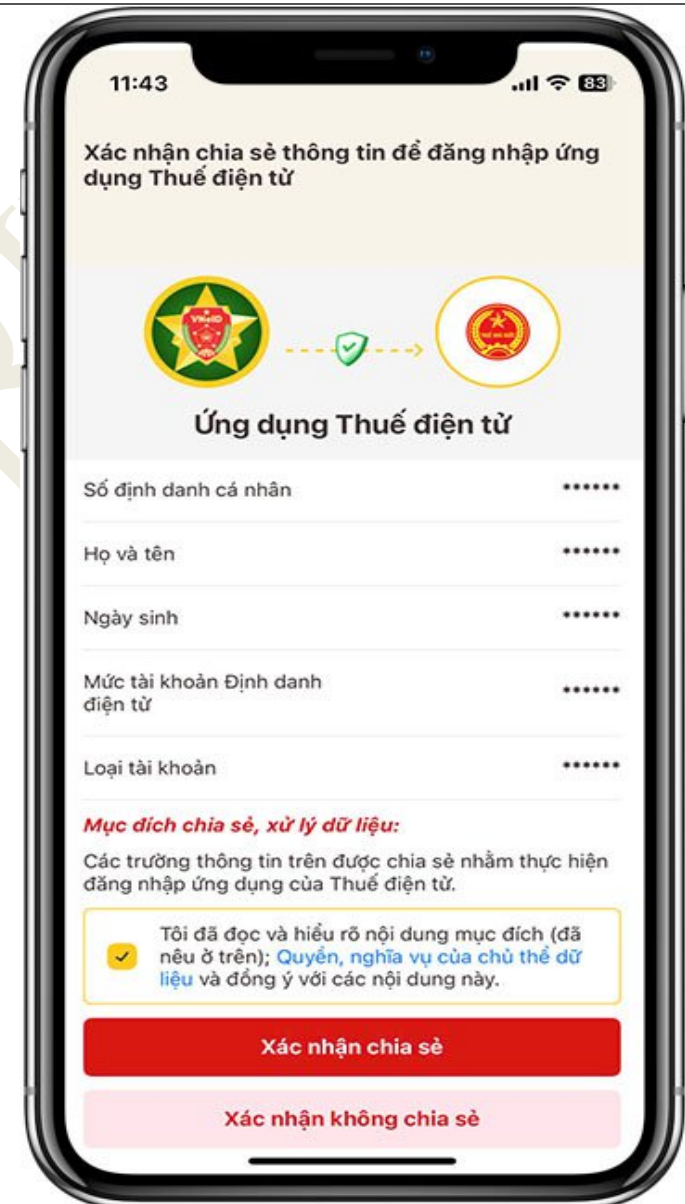 11:43
83
Xác nhận chia sẻ thông tin để đăng nhập ứng
dụng Thuế điện tử
VNeID
Ứng dụng Thuế điện tử
Số định danh cá nhân ******
Họ và tên ******
Ngày sinh ******
Mức tài khoản Định danh
điện tử ******
Loại tài khoản ******
Mục đích chia sẻ, xử lý dữ liệu:
Các trường thông tin trên được chia sẻ nhằm thực hiện
đăng nhập ứng dụng của Thuế điện tử.
Tôi đã đọc và hiểu rõ nội dung mục đích (đã
nêu ở trên); Quyền, nghĩa vụ của chủ thể dữ
liệu và đồng ý với các nội dung này.
Xác nhận chia sẻ
Xác nhận không chia sẻ